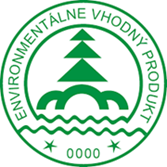 ENVIRONMENTÁLNE VHODNÝ PRODUKT
0000